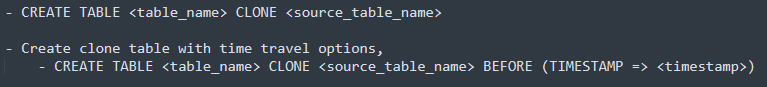 - CREATE TABLE <table_name> CLONE <source_table_name>
- Create clone table with time travel options,
- CREATE TABLE <table_name> CLONE <source_table_name> BEFORE (TIMESTAMP => <timestamp>)